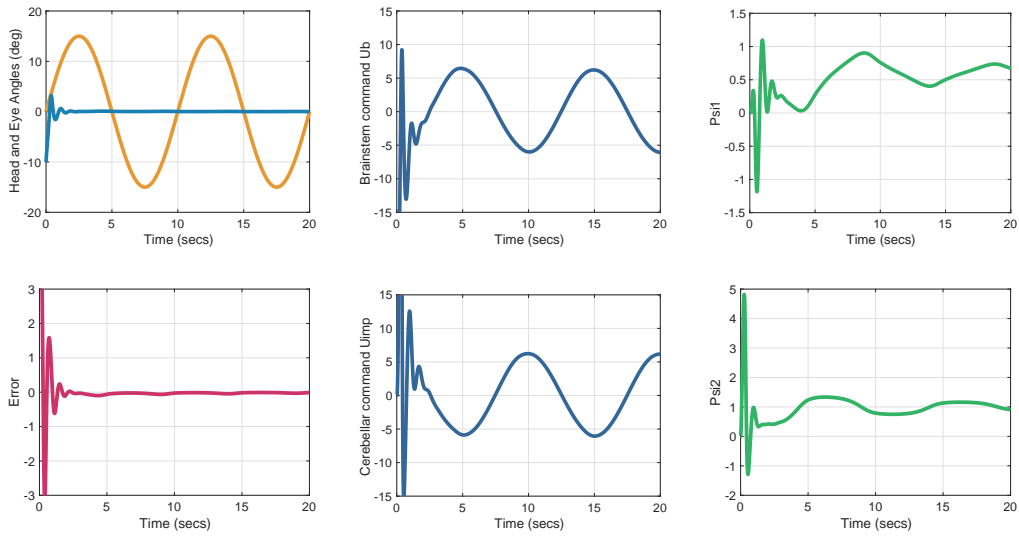 Head and Eye Angles (deg)
20
10
0
-10
-20
0 5 10 15 20
Time (secs)
Brainstem command Ub
15
10
5
0
-5
-10
-15
0 5 10 15 20
Time (secs)
Psi1
1.5
1
0.5
0
-0.5
-1
-1.5
0 5 10 15 20
Time (secs)
Error
3
2
1
0
-1
-2
-3
0 5 10 15 20
Time (secs)
Cerebellar command Uimp
15
10
5
0
-5
-10
-15
0 5 10 15 20
Time (secs)
Psi2
5
4
3
2
1
0
-1
-2
0 5 10 15 20
Time (secs)